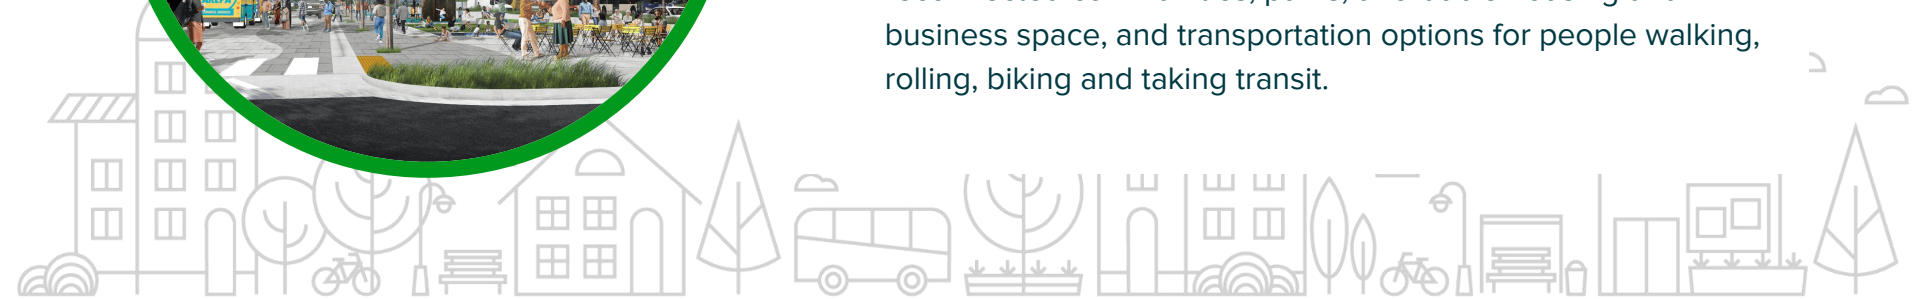 business space, and transportation options for people walking,
rolling, biking and taking transit.